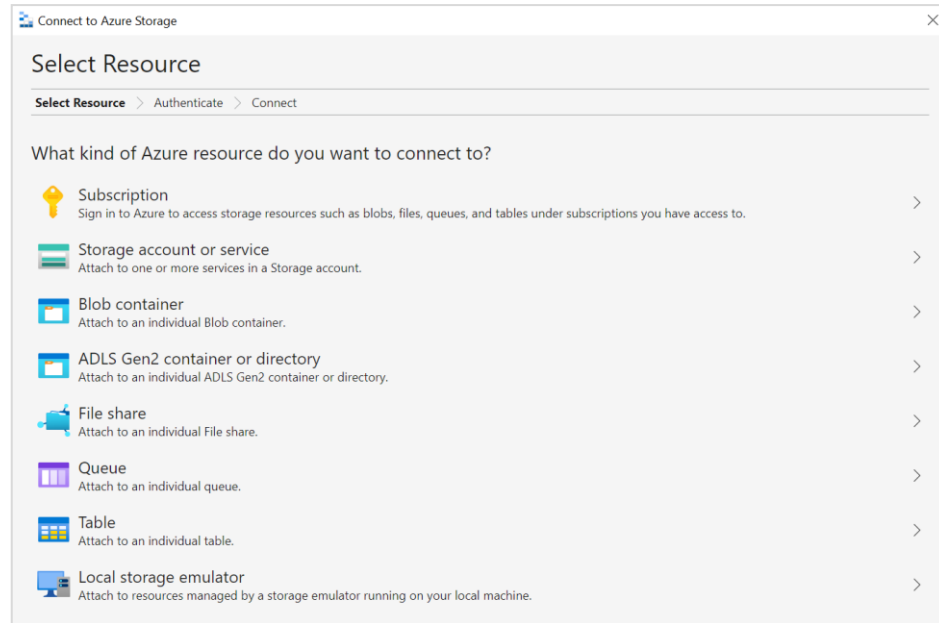 Connect to Azure Storage
Select Resource
Select Resource > Authenticate > Connect
What kind of Azure resource do you want to connect to?
Subscription
Sign in to Azure to access storage resources such as blobs, files, queues, and tables under subscriptions you have access to.
Storage account or service
Attach to one or more services in a Storage account.
Blob container
Attach to an individual Blob container.
ADLS Gen2 container or directory
Attach to an individual ADLS Gen2 container or directory.
File share
Attach to an individual File share.
Queue
Attach to an individual queue.
Table
Attach to an individual table.
Local storage emulator
Attach to resources managed by a storage emulator running on your local machine.